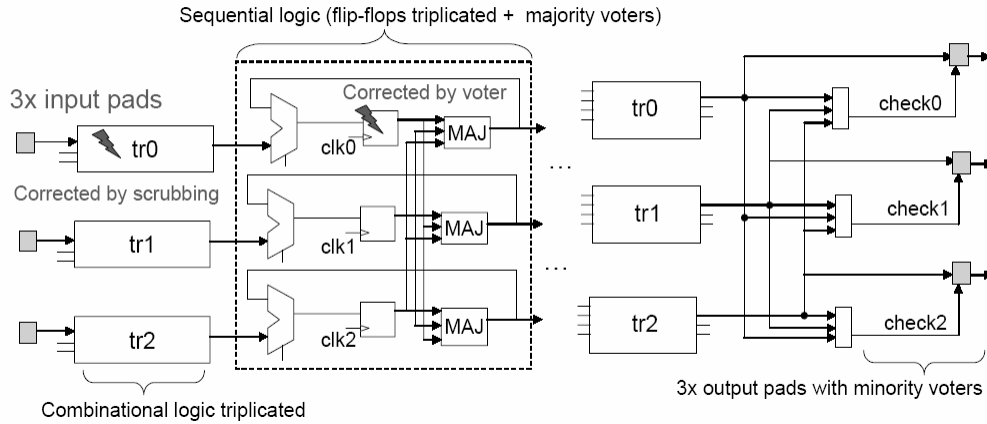 Sequential logic (flip-flops triplicated + majority voters)
3x input pads
Corrected by voter
tr0
clk0
MAJ
...
tr0
check0
Corrected by scrubbing
tr1
clk1
MAJ
...
tr1
check1
tr2
clk2
MAJ
tr2
check2
3x output pads with minority voters
Combinational logic triplicated